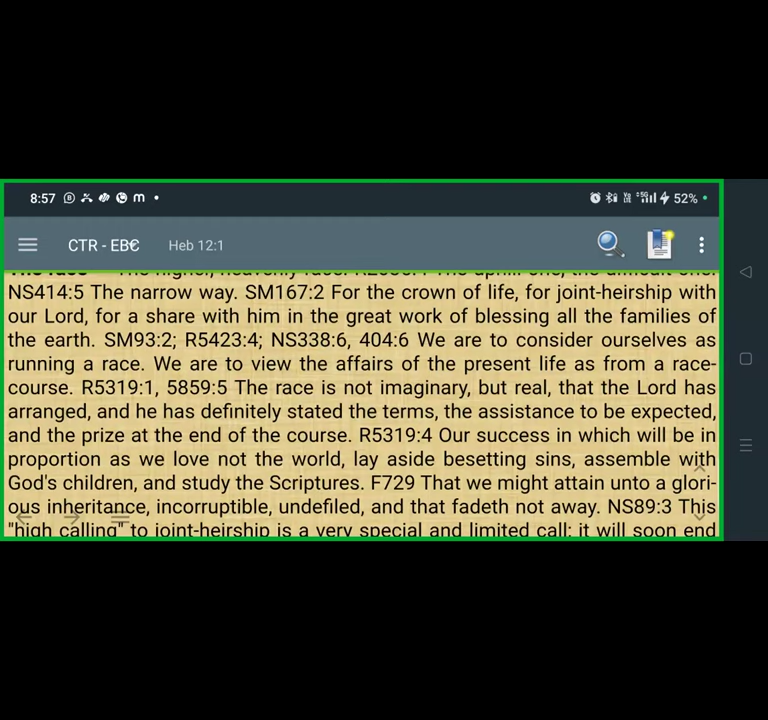 8:57 52%
CTR - EB€ Heb 12:1
NS414:5 The narrow way. SM167:2 For the crown of life, for joint-heirship with
our Lord, for a share with him in the great work of blessing all the families of
the earth. SM93:2; R5423:4; NS338:6, 404:6 We are to consider ourselves as
running a race. We are to view the affairs of the present life as from a race-
course. R5319:1, 5859:5 The race is not imaginary, but real, that the Lord has
arranged, and he has definitely stated the terms, the assistance to be expected,
and the prize at the end of the course. R5319:4 Our success in which will be in
proportion as we love not the world, lay aside besetting sins, assemble with
God's children, and study the Scriptures. F729 That we might attain unto a glori-
ous inheritance, incorruptible, undefiled, and that fadeth not away. NS89:3 This
"high calling" to joint-heirship is a very special and limited call; it will soon end